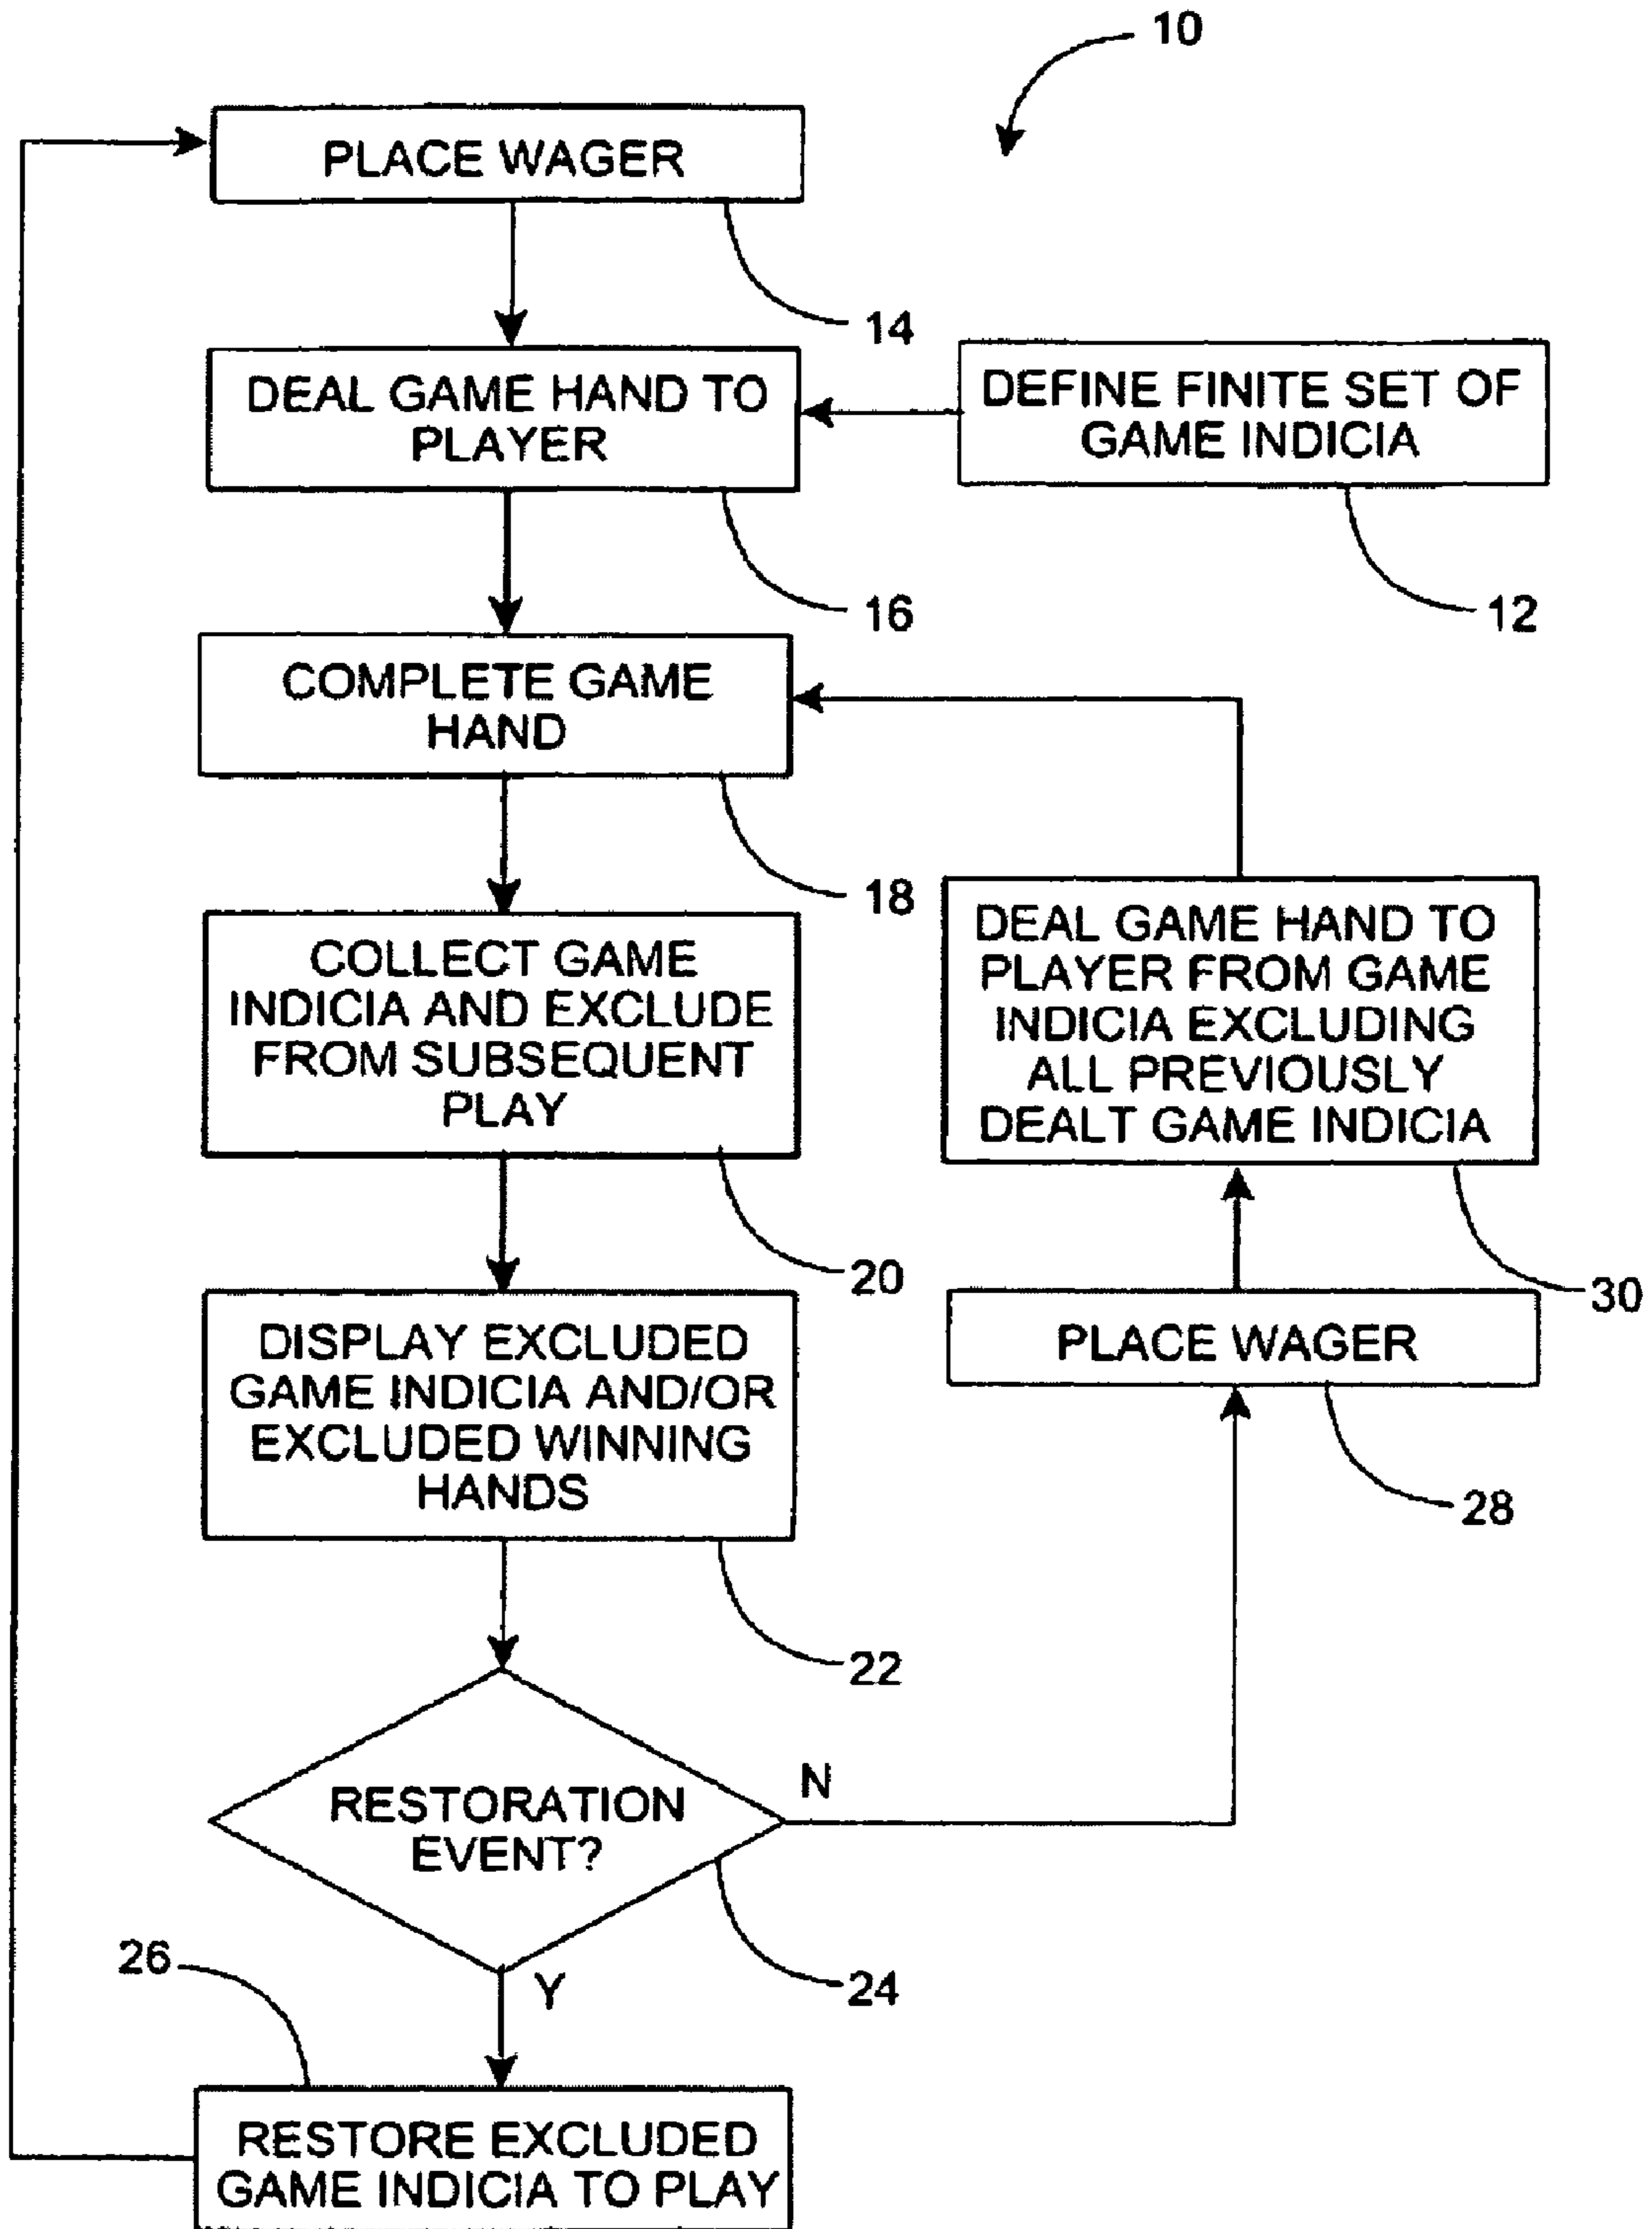 10
PLACE WAGER
14
DEAL GAME HAND TO
PLAYER
16
DEFINE FINITE SET OF
GAME INDICIA
12
COMPLETE GAME
HAND
18
COLLECT GAME
INDICIA AND EXCLUDE
FROM SUBSEQUENT
PLAY
20
DEAL GAME HAND TO
PLAYER FROM GAME
INDICIA EXCLUDING
ALL PREVIOUSLY
DEALT GAME INDICIA
30
DISPLAY EXCLUDED
GAME INDICIA AND/OR
EXCLUDED WINNING
HANDS
22
PLACE WAGER
28
RESTORATION
EVENT?
N
24
Y
26
RESTORE EXCLUDED
GAME INDICIA TO PLAY